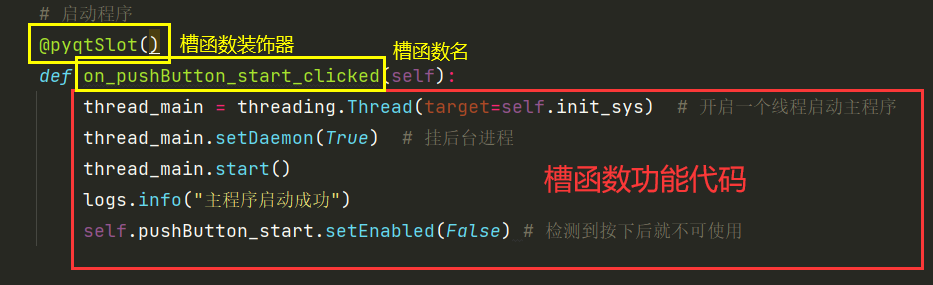 # 启动程序
@pyqtSlot() 槽函数装饰器
槽函数名
def on_pushButton_start_clicked(self):
thread_main = threading.Thread(target=self.init_sys) # 开启一个线程启动主程序
thread_main.setDaemon(True) # 挂后台进程
thread_main.start()
槽函数功能代码
logs.info("主程序启动成功")
self.pushButton_start.setEnabled(False) # 检测到按下后就不可使用